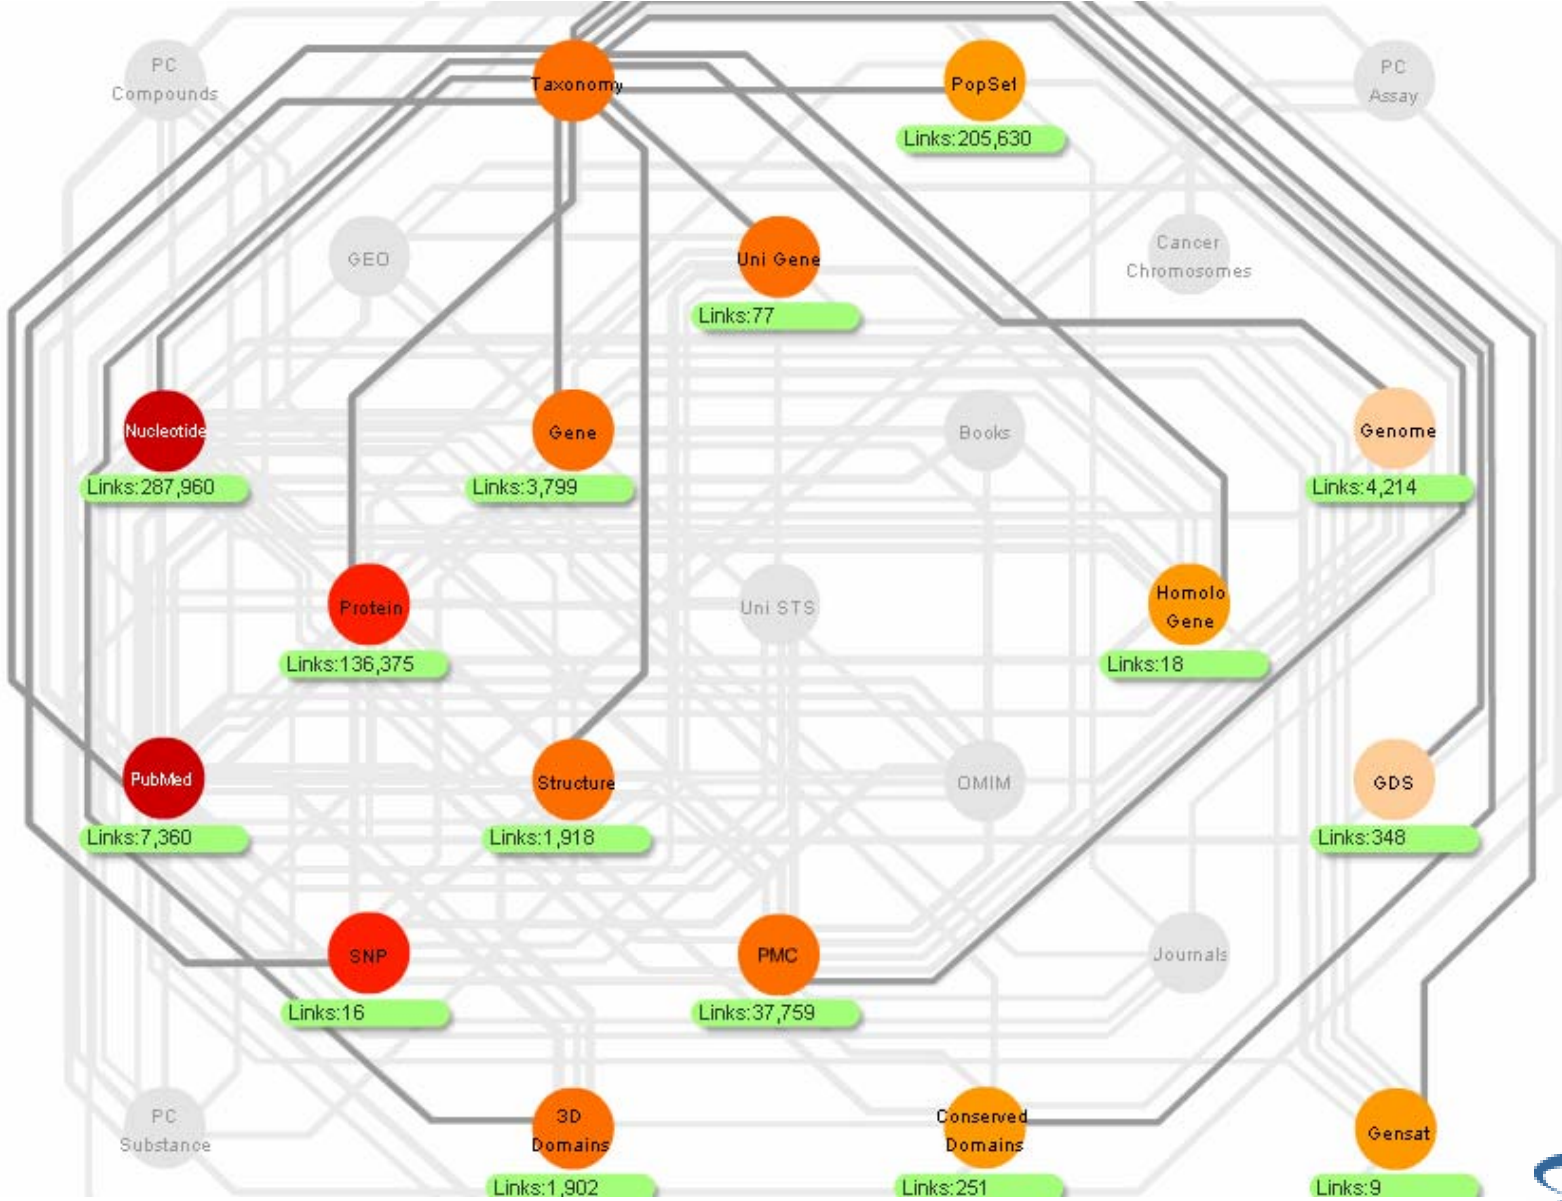 PC
Compounds
Taxonomy
PopSet
Links:205,630
PC
Assay
GEO
Uni Gene
Links:77
Cancer
Chromosomes
Nucleotide
Links:287,960
Gene
Links:3,799
Books
Genome
Links:4,214
Protein
Links:136,375
Uni STS
Homolo
Gene
Links:18
PubMed
Links:7,360
Structure
Links:1,918
OMIM
GDS
Links:348
SNP
Links:16
PMC
Links:37,759
Journals
PC
Substance
3D
Domains
Links:1,902
Conserved
Domains
Links:251
Gensat
Links:9